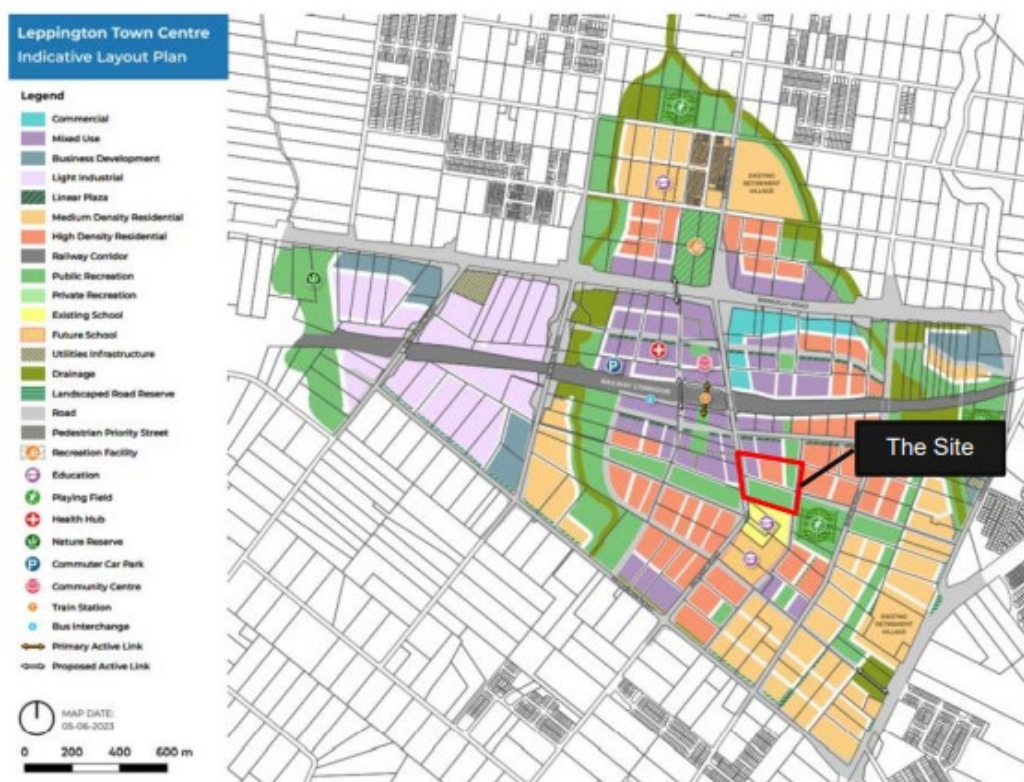 Leppington Town Centre
Indicative Layout Plan
Legend
Commercial
Mixed Use
Business Development
Light Industrial
Linear Plaza
Medium Density Residential
High Density Residential
Railway Corridor
Public Recreation
Private Recreation
Existing School
Future School
Utilities Infrastructure
Drainage
Landscaped Road Reserve
Road
Pedestrian Priority Street
Recreation Facility
Education
Playing Field
Health Hub
Nature Reserve
Commuter Car Park
Community Centre
Train Station
Bus Interchange
Primary Active Link
Proposed Active Link
MAP DATE:
05-06-2023
0 200 400 600 m
EXISTING
RETIREMENT
VILLAGE
BRINGELLY ROAD
P
RAILWAY CORRIDOR
The Site
EXISTING
RETIREMENT
VILLAGE